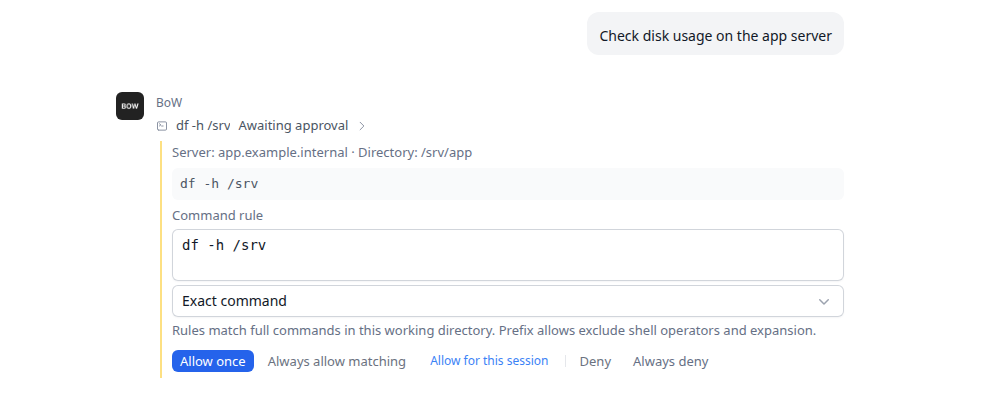 Check disk usage on the app server
BOW
BoW
df -h /srv Awaiting approval
Server: app.example.internal · Directory: /srv/app
df -h /srv
Command rule
df -h /srv
Exact command
Rules match full commands in this working directory. Prefix allows exclude shell operators and expansion.
Allow once Always allow matching Allow for this session Deny Always deny